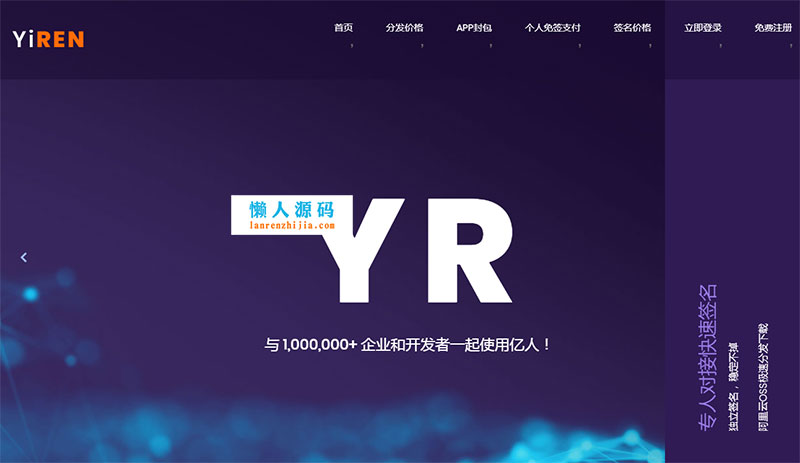 YiREN
首页
分发价格
APP封包
个人免签支付
签名价格
立即登录
免费注册
懒人源码
lanrenzhijia.com
YR
与 1,000,000+ 企业和开发者一起使用亿人！
专人对接快速签名
独立签名，稳定不掉
阿里云OSS极速分发下载